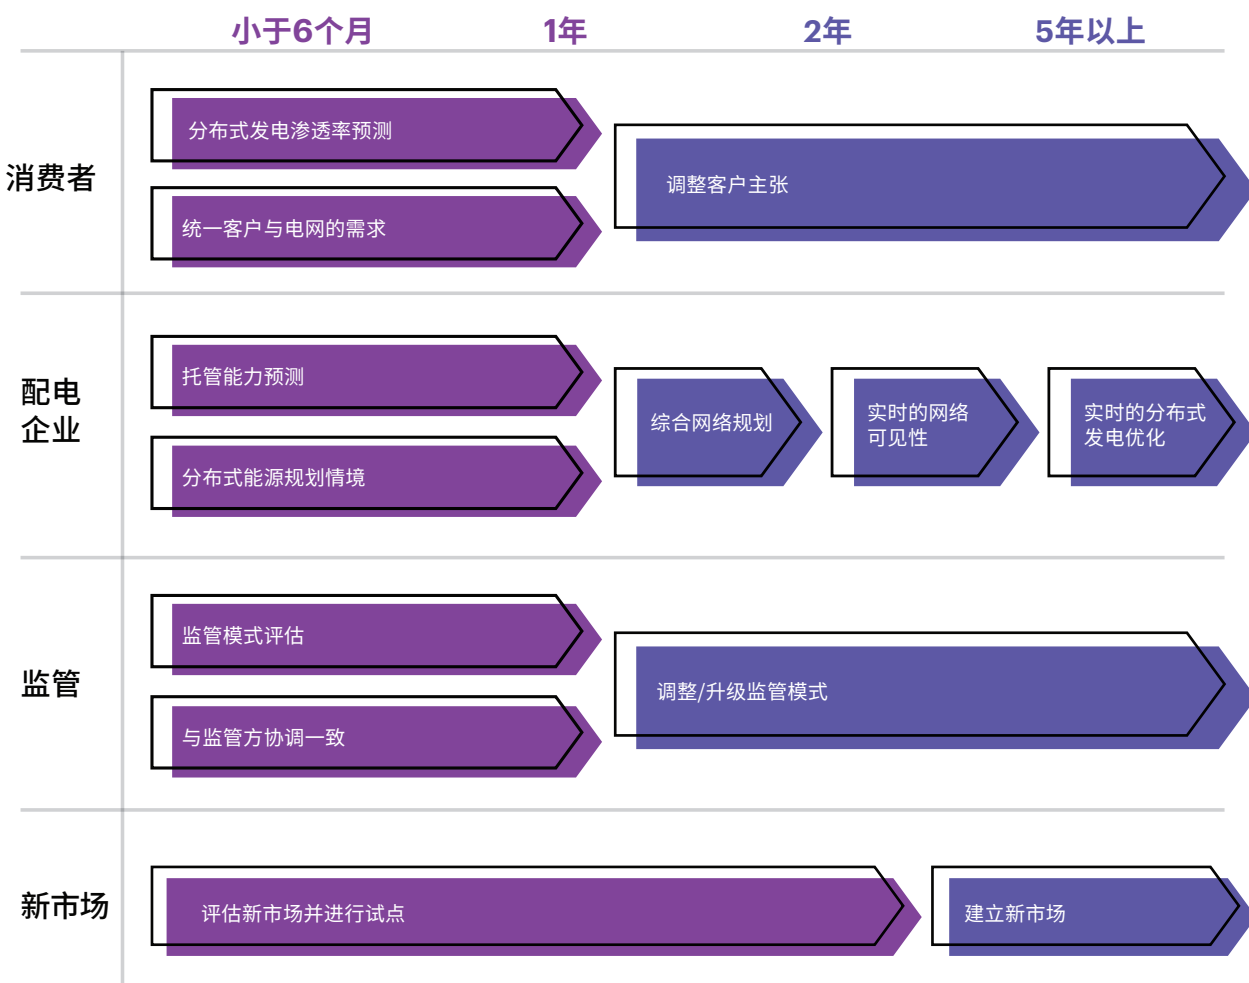 小于6个月
1年
2年
5年以上
消费者
分布式发电渗透率预测
统一客户与电网的需求
调整客户主张
配电
企业
托管能力预测
分布式能源规划情境
综合网络规划
实时的网络
可见性
实时的分布式
发电优化
监管
监管模式评估
与监管方协调一致
调整/升级监管模式
新市场
评估新市场并进行试点
建立新市场